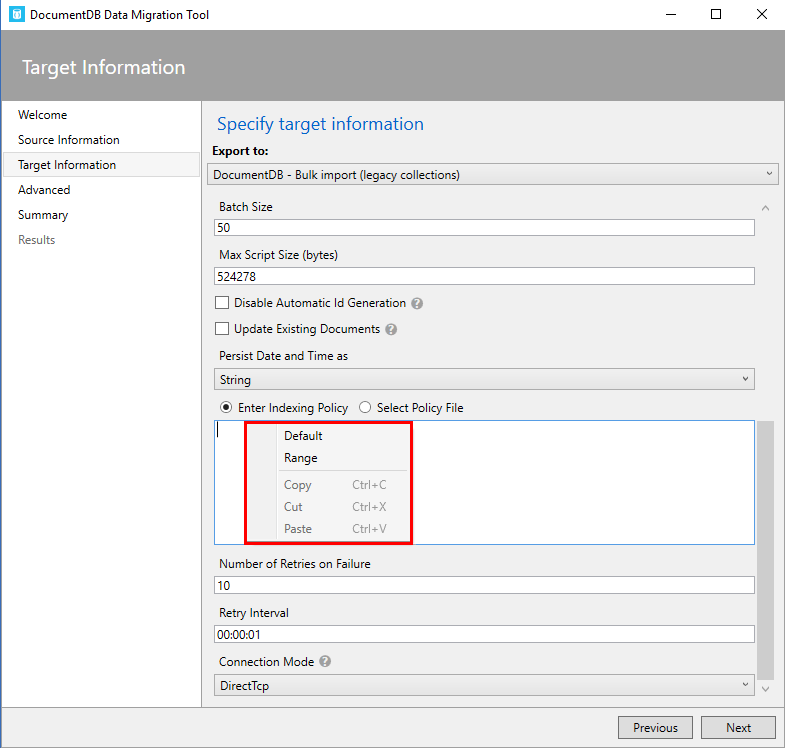 DocumentDB Data Migration Tool
Target Information
Welcome
Source Information
Target Information
Advanced
Summary
Results
Specify target information
Export to:
DocumentDB - Bulk import (legacy collections)
Batch Size
50
Max Script Size (bytes)
524278
Disable Automatic Id Generation ?
Update Existing Documents ?
Persist Date and Time as
String
Enter Indexing Policy Select Policy File
Default
Range
Copy Ctrl+C
Cut Ctrl+X
Paste Ctrl+V
Number of Retries on Failure
10
Retry Interval
00:00:01
Connection Mode ?
DirectTcp
Previous Next